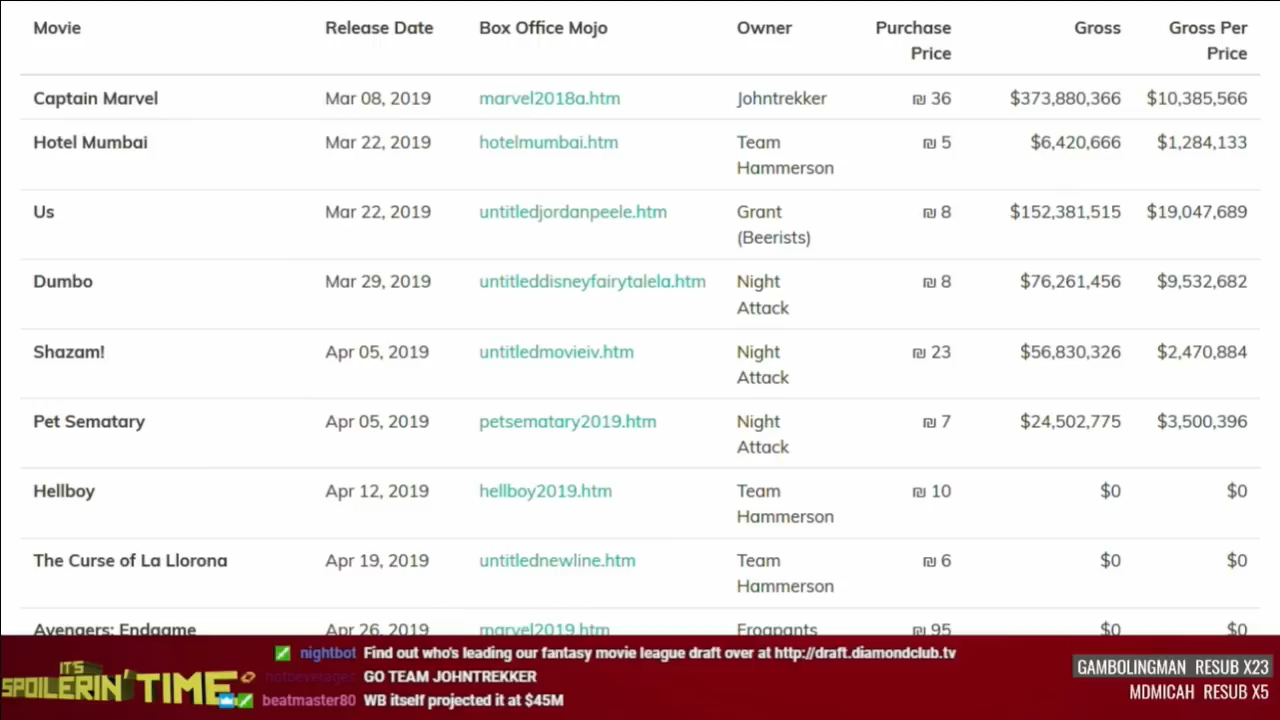 Movie Release Date Box Office Mojo Owner Purchase Price Gross Gross Per Price
Captain Marvel Mar 08, 2019 marvel2018a.htm Johntrekker ₪ 36 $373,880,366 $10,385,566
Hotel Mumbai Mar 22, 2019 hotelmumbai.htm Team Hammerson ₪ 5 $6,420,666 $1,284,133
Us Mar 22, 2019 untitledjordanpeele.htm Grant (Beerists) ₪ 8 $152,381,515 $19,047,689
Dumbo Mar 29, 2019 untitleddisneyfairytalela.htm Night Attack ₪ 8 $76,261,456 $9,532,682
Shazam! Apr 05, 2019 untitledmovieiv.htm Night Attack ₪ 23 $56,830,326 $2,470,884
Pet Sematary Apr 05, 2019 petsematary2019.htm Night Attack ₪ 7 $24,502,775 $3,500,396
Hellboy Apr 12, 2019 hellboy2019.htm Team Hammerson ₪ 10 $0 $0
The Curse of La Llorona Apr 19, 2019 untitlednewline.htm Team Hammerson ₪ 6 $0 $0
Avengers: Endgame Apr 26, 2019 marvel2019.htm Frogpants ₪ 95 $0 $0
IT'S SPOILERIN' TIME
nightbot Find out who's leading our fantasy movie league draft over at http://draft.diamondclub.tv
hotbeverages GO TEAM JOHNTREKKER
beatmaster80 WB itself projected it at $45M
GAMBOLINGMAN RESUB X23
MDMICAH RESUB X5